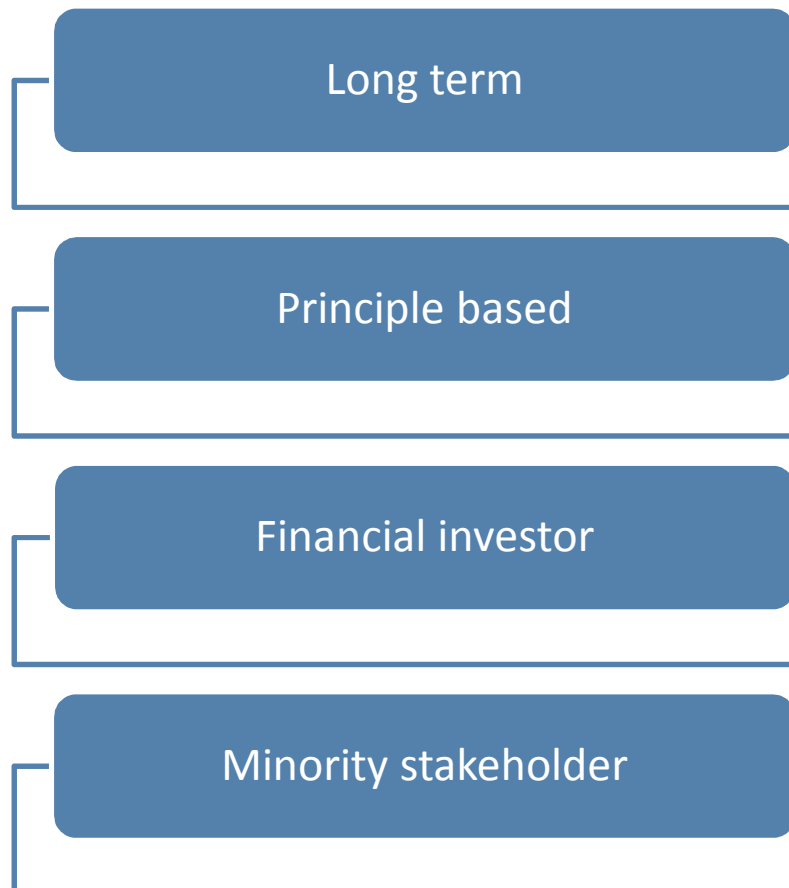 Long term
Principle based
Financial investor
Minority stakeholder